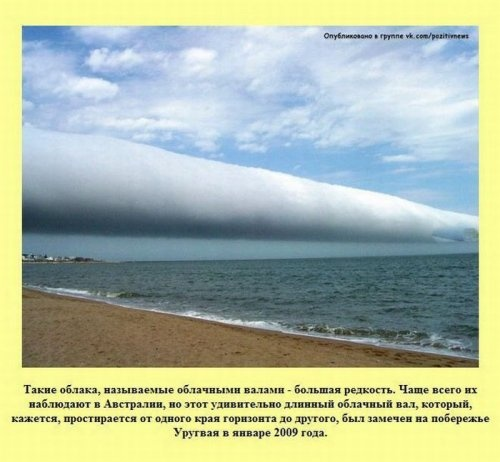 Опубликовано в группе vk.com/pozitivnews
Такие облака, называемые облачными валами - большая редкость. Чаще всего их
наблюдают в Австралии, но этот удивительно длинный облачный вал, который,
кажется, простирается от одного края горизонта до другого, был замечен на побережье
Уругвая в январе 2009 года.